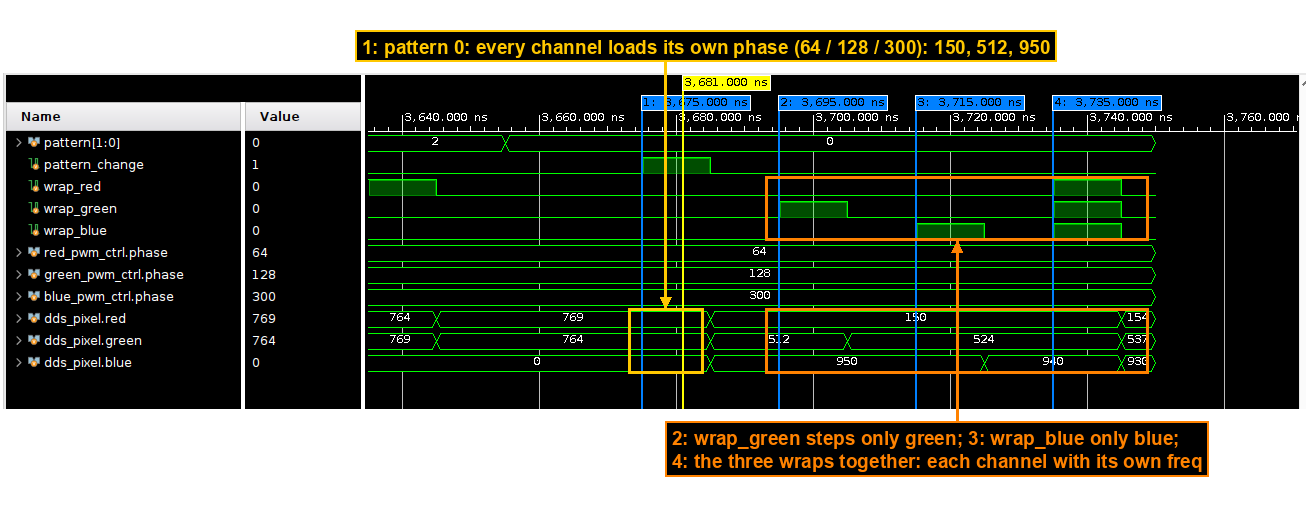 1: pattern 0: every channel loads its own phase (64 / 128 / 300): 150, 512, 950
3,681.000 ns
1: 3,675.000 ns
2: 3,695.000 ns
3: 3,715.000 ns
4: 3,735.000 ns
Name
Value
3,640.000 ns
3,660.000 ns
3,680.000 ns
3,700.000 ns
3,720.000 ns
3,740.000 ns
3,760.000 n
pattern[1:0] 0 2 0
pattern_change 1
wrap_red 0
wrap_green 0
wrap_blue 0
red_pwm_ctrl.phase 64 64
green_pwm_ctrl.phase 128 128
blue_pwm_ctrl.phase 300 300
dds_pixel.red 769 764 769 150 154
dds_pixel.green 764 769 764 512 524 537
dds_pixel.blue 0 0 950 940 930
2: wrap_green steps only green; 3: wrap_blue only blue;
4: the three wraps together: each channel with its own freq